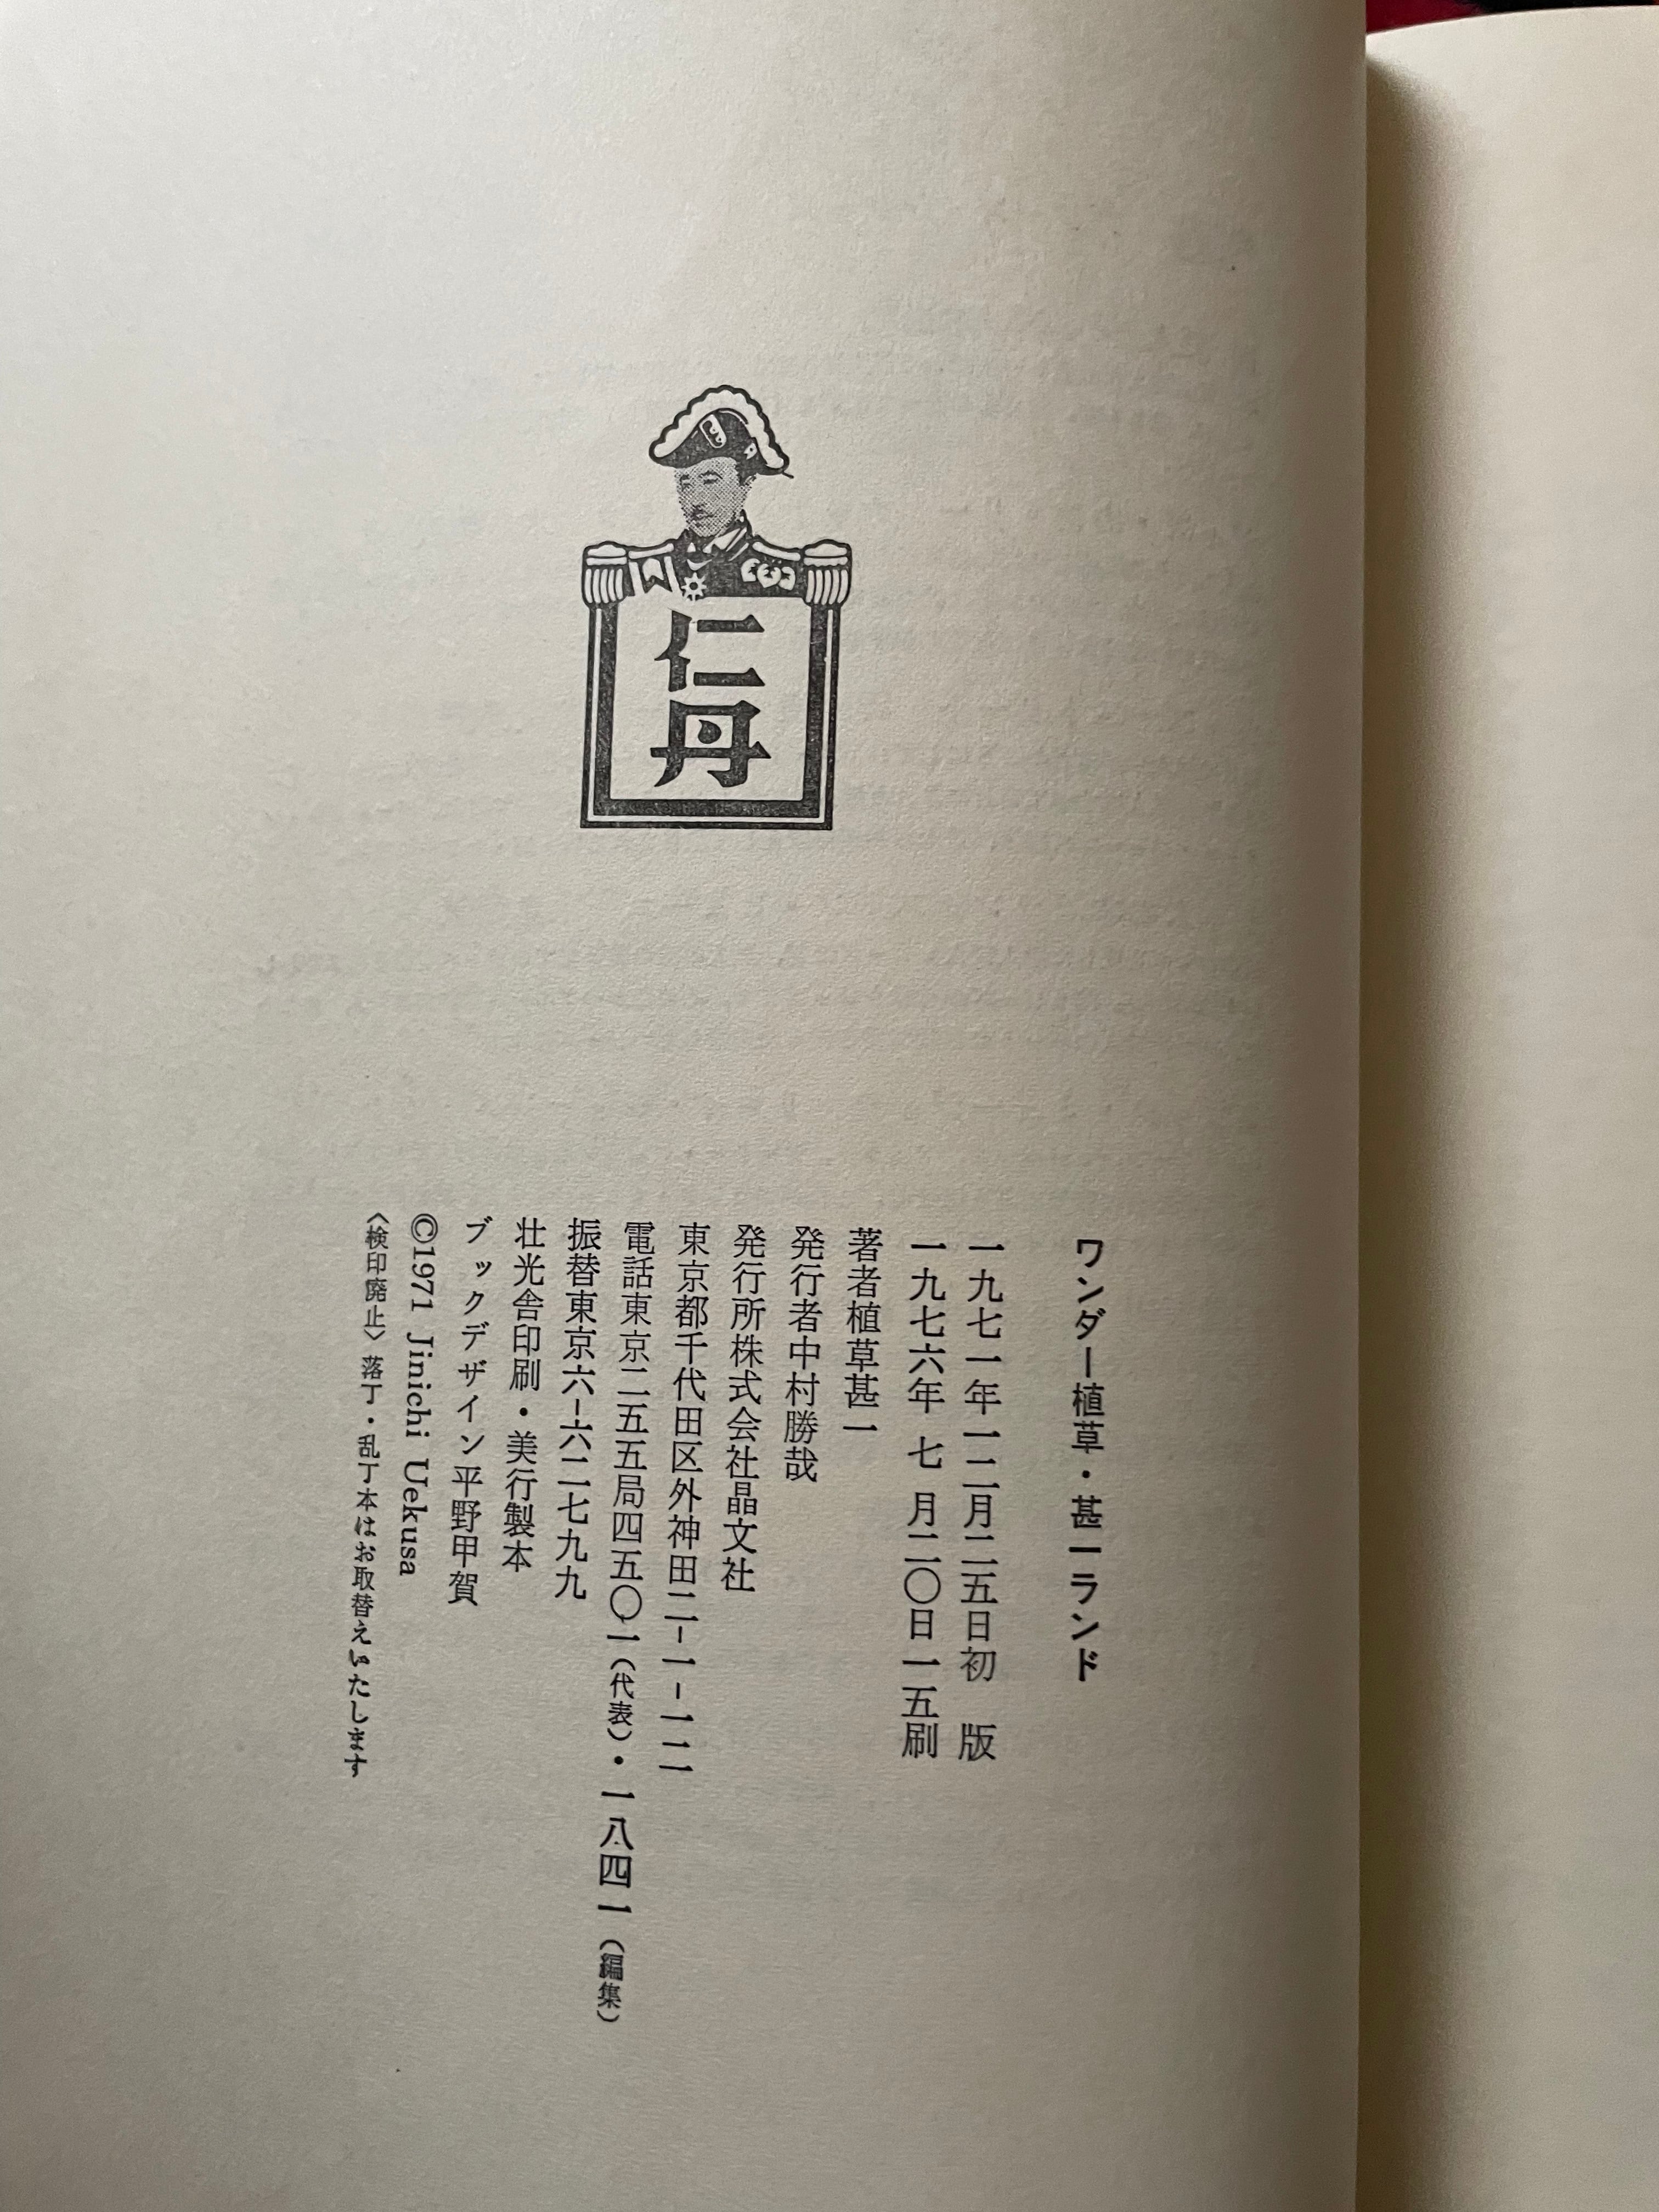 仁丹
ワンダー植草・甚一ランド
一九七一年一二月二五日初　版
一九七六年 七 月二〇日一五刷
著者植草甚一
発行者中村勝哉
発行所株式会社晶文社
東京都千代田区外神田二-一-一二
電話東京二五五局四五〇一（代表）・一八四一（編集）
振替東京六-六二七九九
壮光舎印刷・美行製本
ブックデザイン平野甲賀
©1971 Jinichi Uekusa
〈検印廃止〉落丁・乱丁本はお取替えいたします